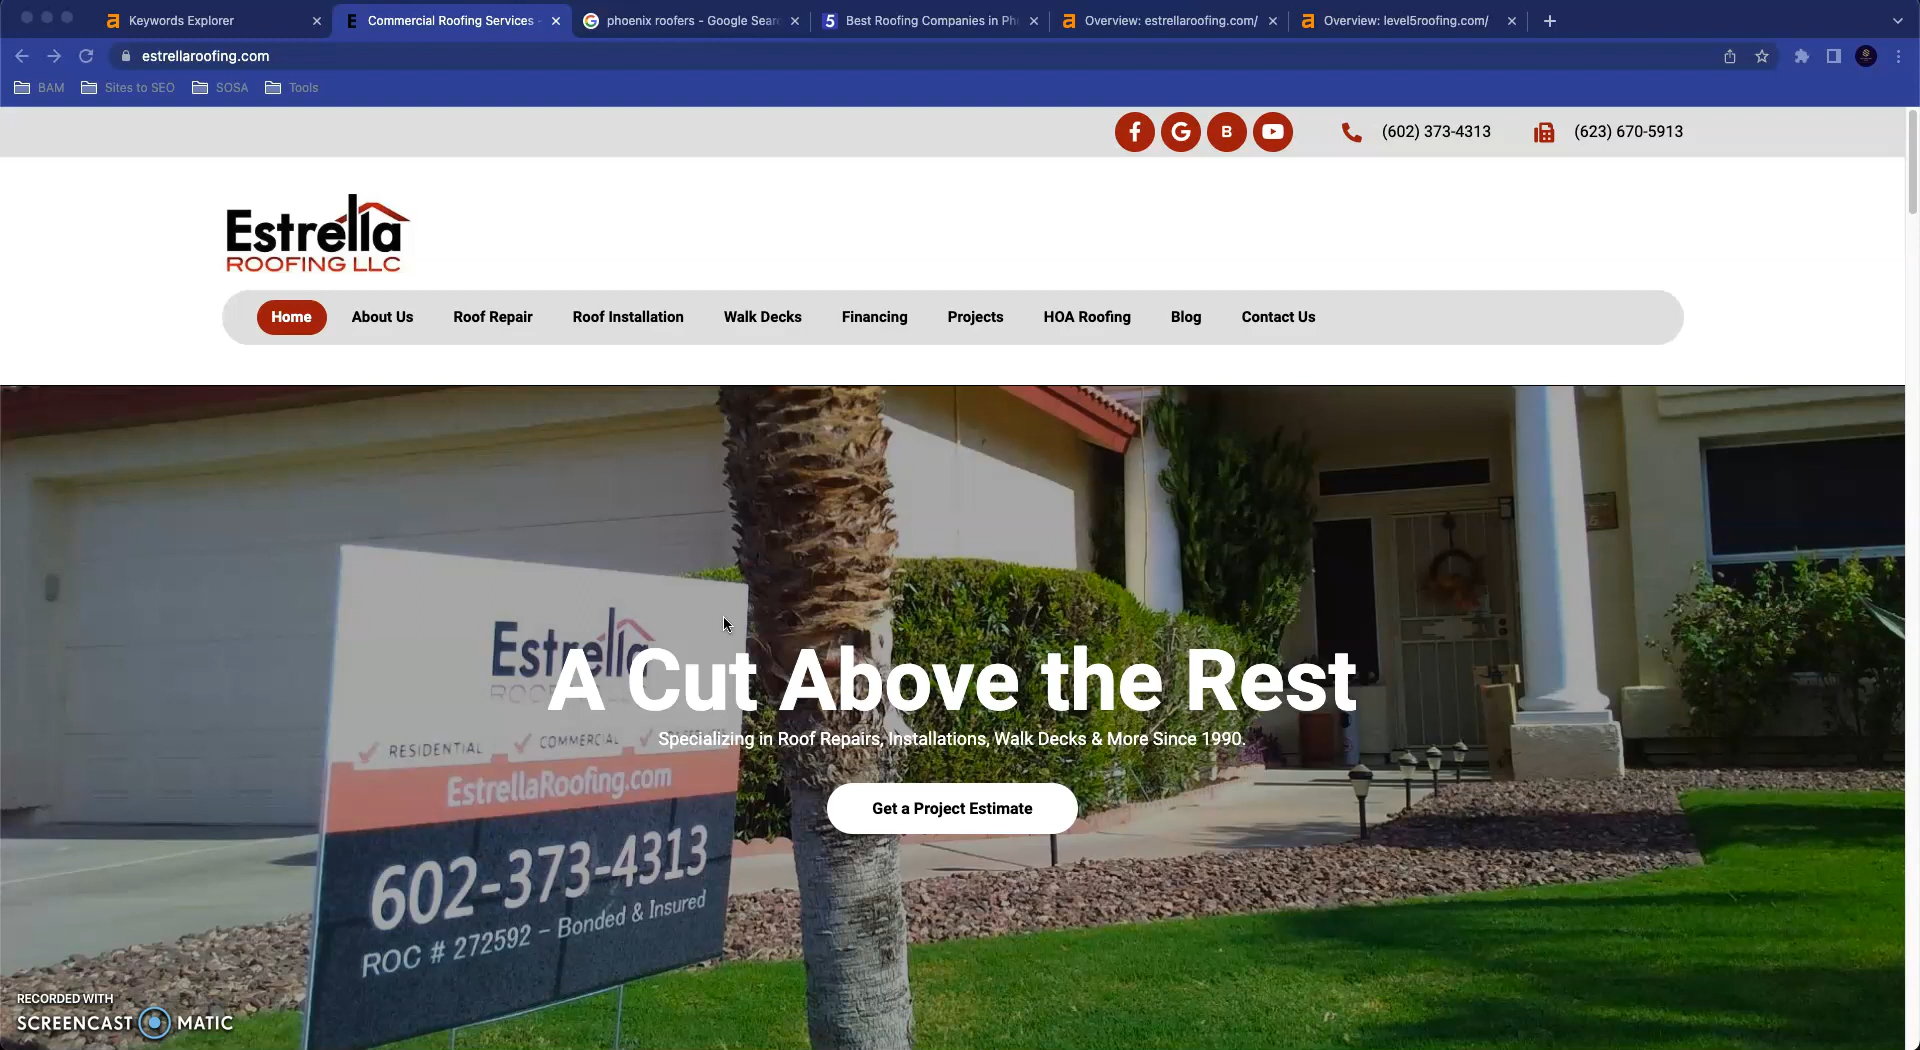 Keywords Explorer
Commercial Roofing Services -
phoenix roofers - Google Sear
5 Best Roofing Companies in Ph
Overview: estrellaroofing.com/
Overview: level5roofing.com/
estrellaroofing.com
BAM
Sites to SEO
SOSA
Tools
B
(602) 373-4313
(623) 670-5913
Estrella
ROOFING LLC
Home
About Us
Roof Repair
Roof Installation
Walk Decks
Financing
Projects
HOA Roofing
Blog
Contact Us
Estrella
A Cut Above the Rest
Specializing in Roof Repairs, Installations, Walk Decks & More Since 1990.
Get a Project Estimate
RESIDENTIAL
COMMERCIAL
EstrellaRoofing.com
602-373-4313
ROC # 272592 – Bonded & Insured
RECORDED WITH
SCREENCAST MATIC